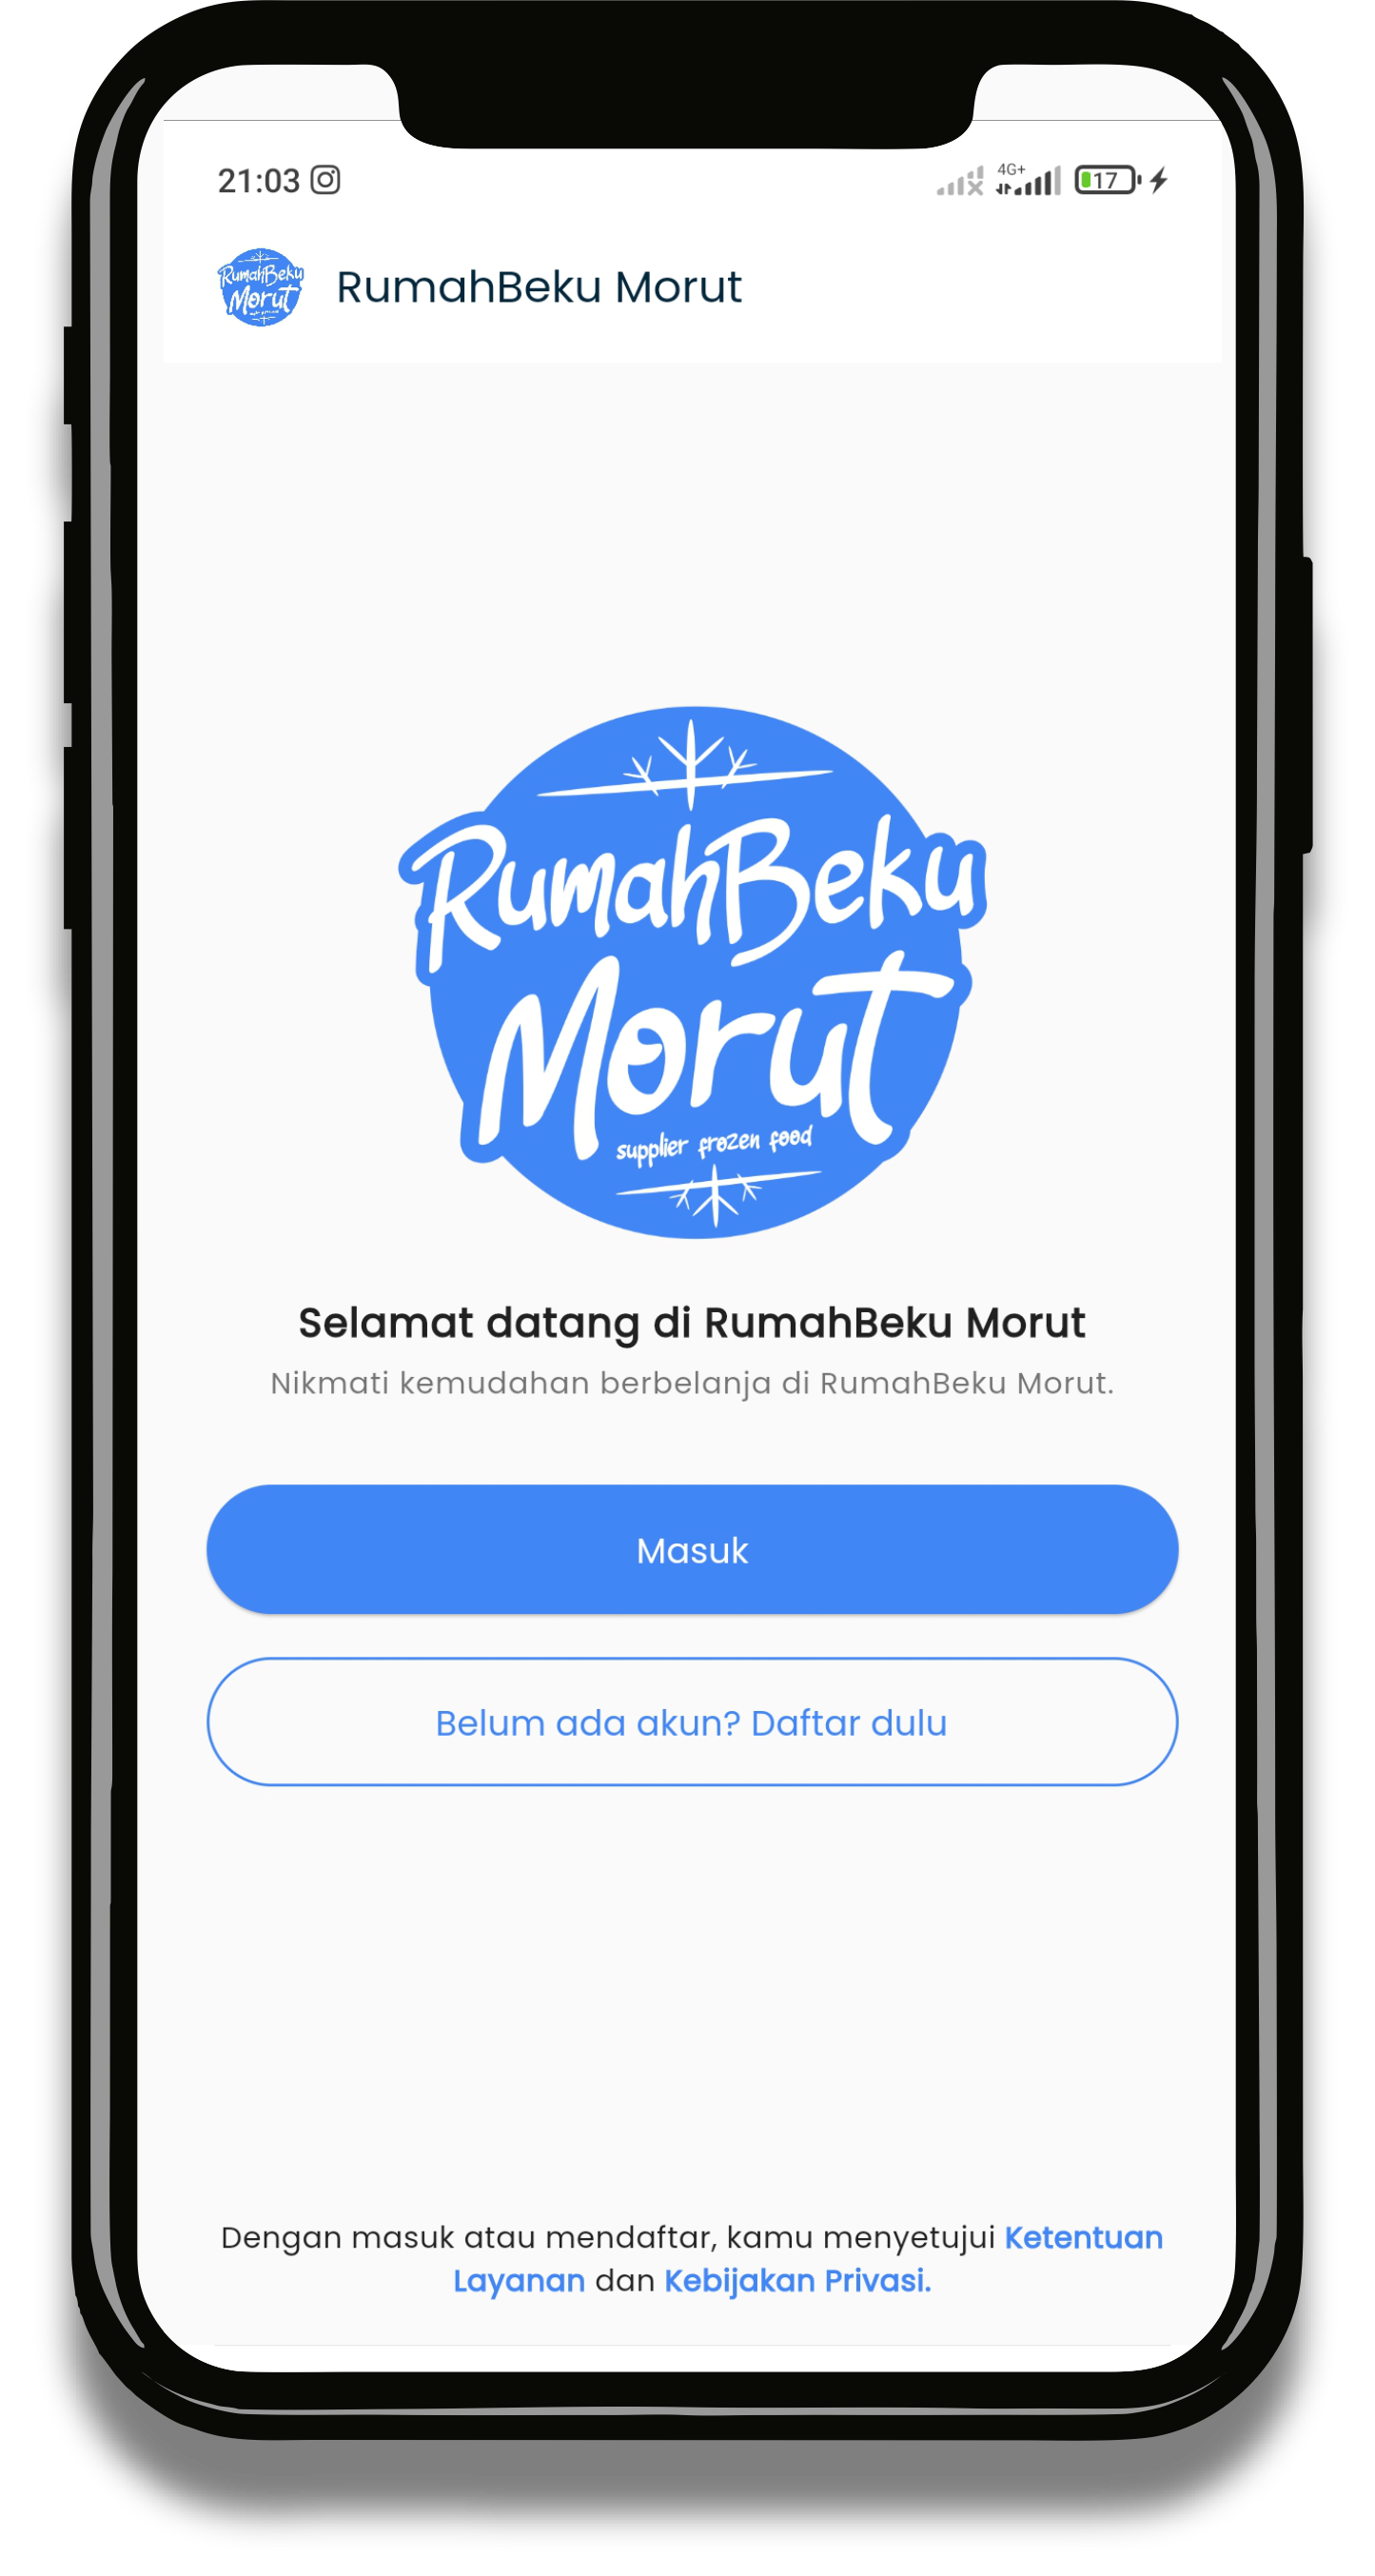 21:03
4G+
17
RumahBeku
Morut
RumahBeku Morut
RumahBeku
Morut
supplier frozen food
Selamat datang di RumahBeku Morut
Nikmati kemudahan berbelanja di RumahBeku Morut.
Masuk
Belum ada akun? Daftar dulu
Dengan masuk atau mendaftar, kamu menyetujui Ketentuan
Layanan dan Kebijakan Privasi.